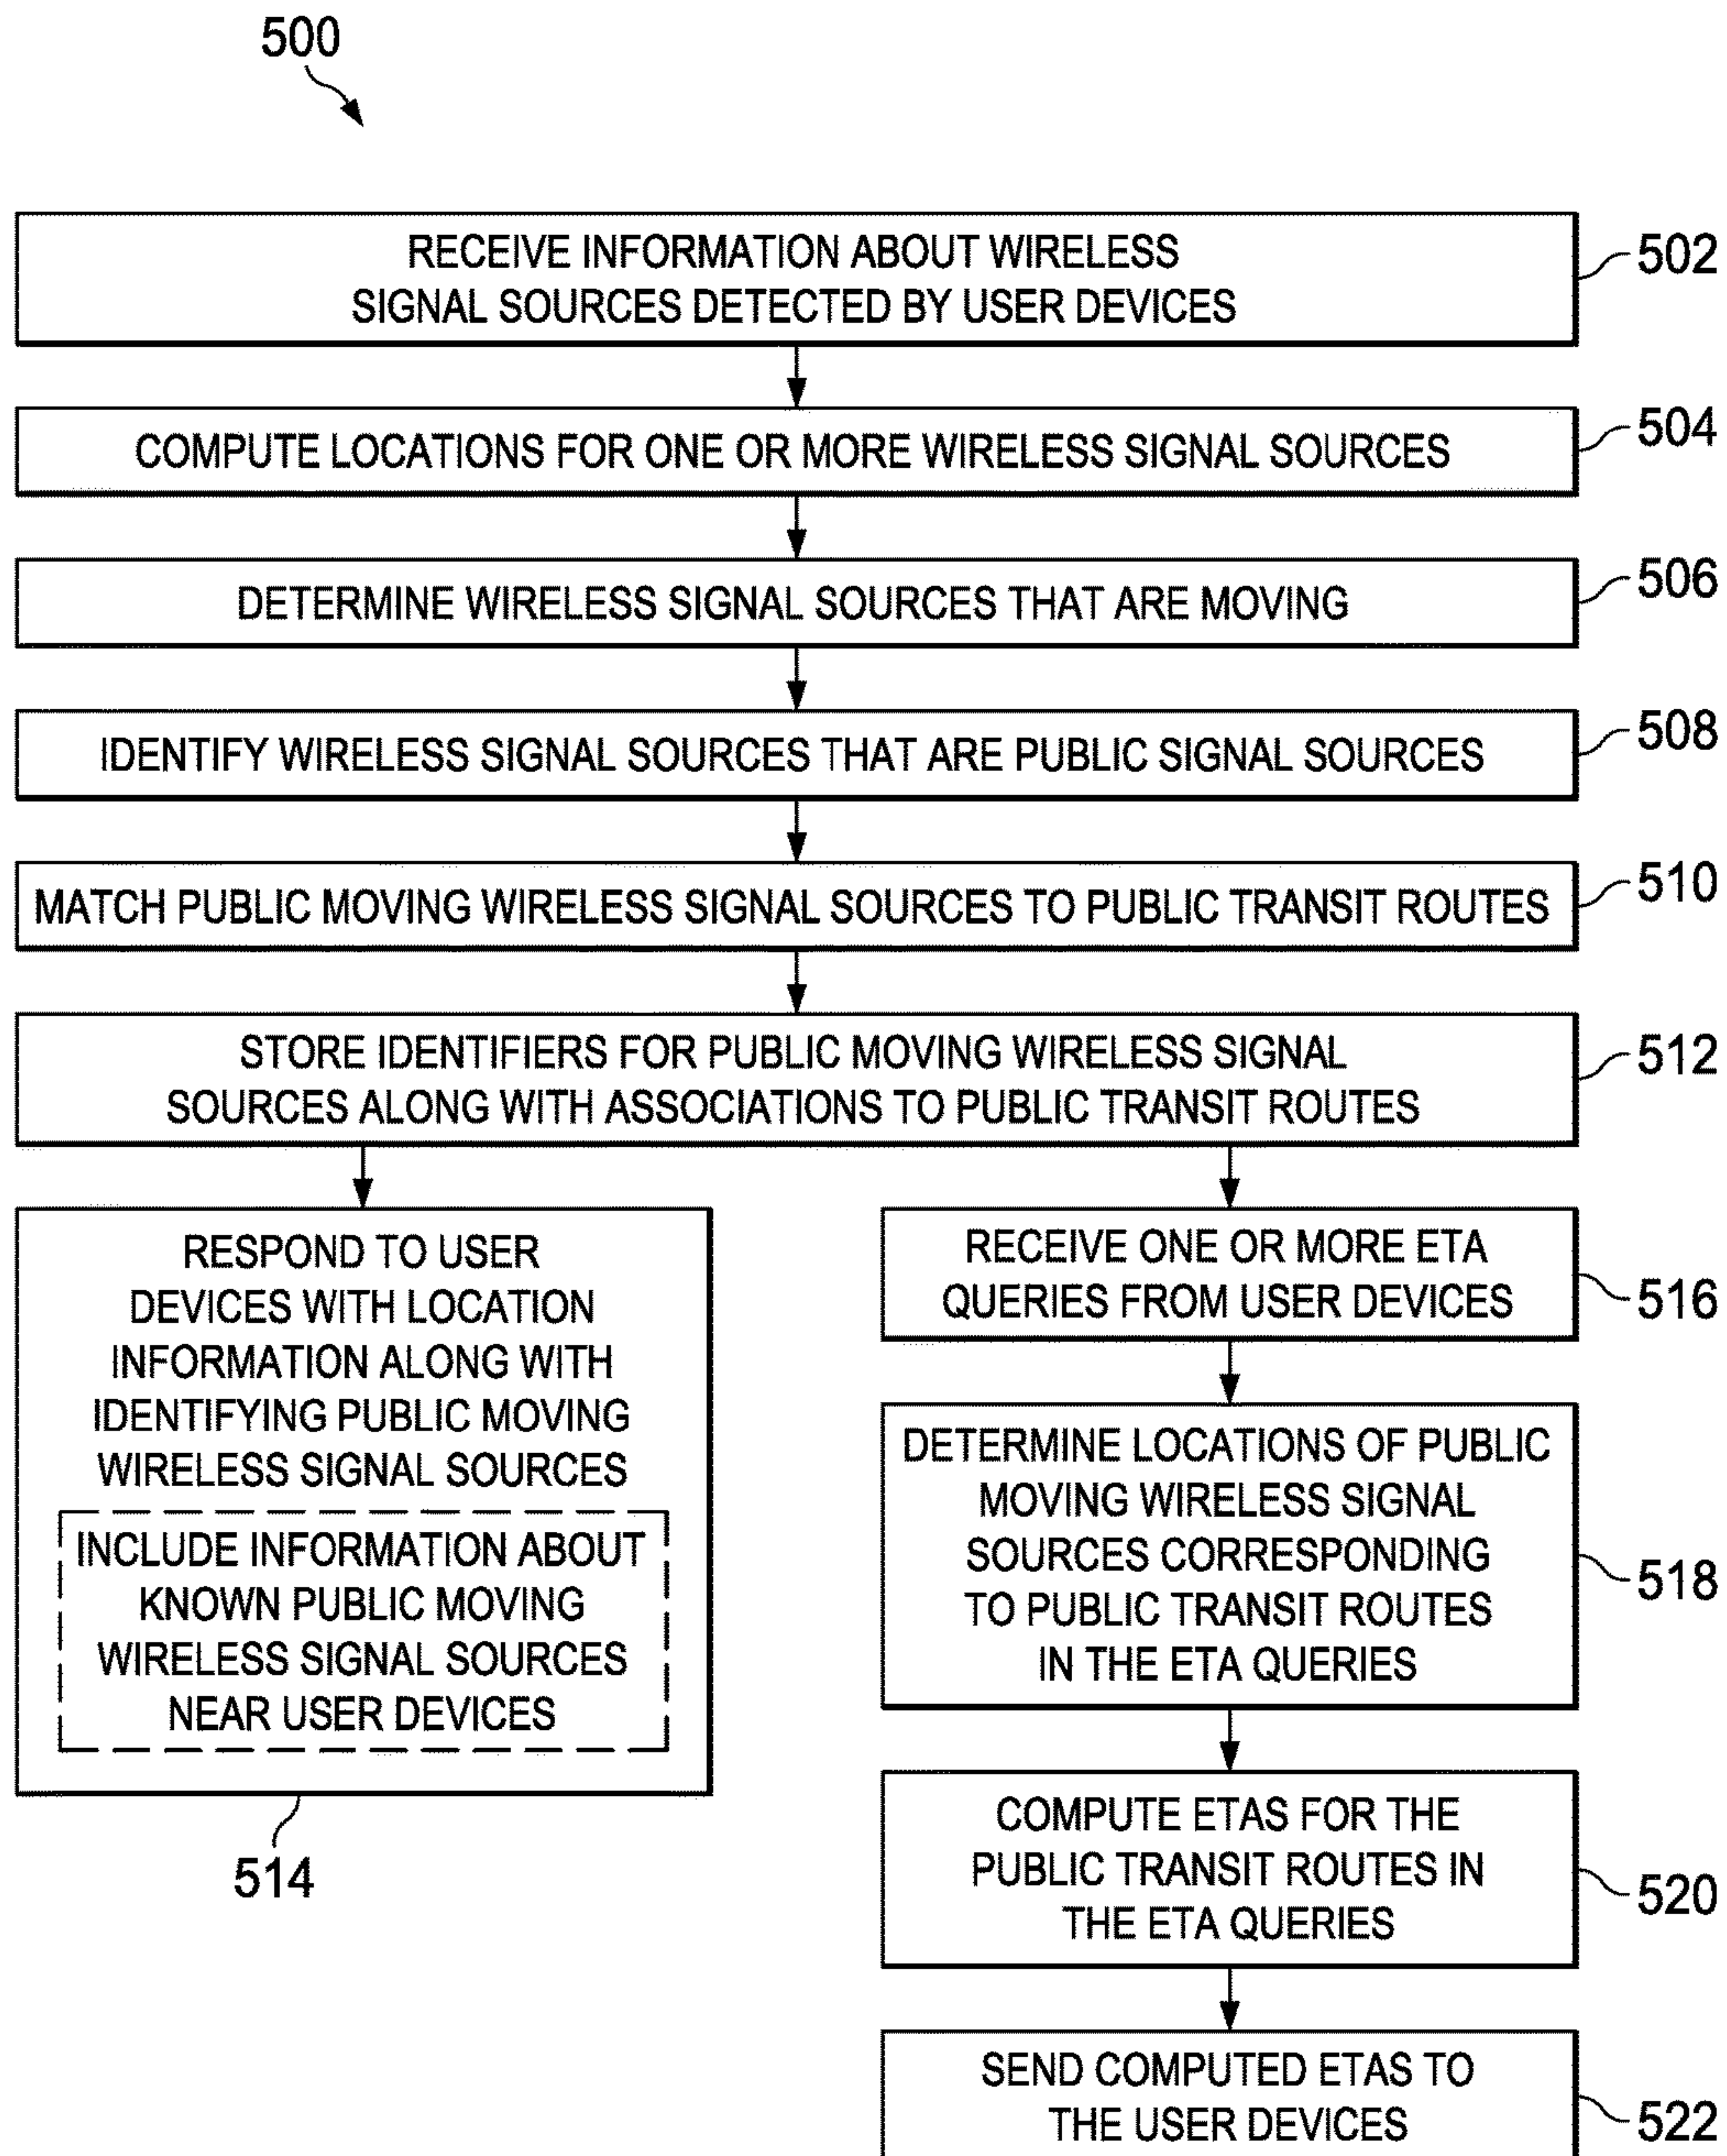 500
RECEIVE INFORMATION ABOUT WIRELESS
SIGNAL SOURCES DETECTED BY USER DEVICES
502
COMPUTE LOCATIONS FOR ONE OR MORE WIRELESS SIGNAL SOURCES
504
DETERMINE WIRELESS SIGNAL SOURCES THAT ARE MOVING
506
IDENTIFY WIRELESS SIGNAL SOURCES THAT ARE PUBLIC SIGNAL SOURCES
508
MATCH PUBLIC MOVING WIRELESS SIGNAL SOURCES TO PUBLIC TRANSIT ROUTES
510
STORE IDENTIFIERS FOR PUBLIC MOVING WIRELESS SIGNAL
SOURCES ALONG WITH ASSOCIATIONS TO PUBLIC TRANSIT ROUTES
512
RESPOND TO USER
DEVICES WITH LOCATION
INFORMATION ALONG WITH
IDENTIFYING PUBLIC MOVING
WIRELESS SIGNAL SOURCES
INCLUDE INFORMATION ABOUT
KNOWN PUBLIC MOVING
WIRELESS SIGNAL SOURCES
NEAR USER DEVICES
514
RECEIVE ONE OR MORE ETA
QUERIES FROM USER DEVICES
516
DETERMINE LOCATIONS OF PUBLIC
MOVING WIRELESS SIGNAL
SOURCES CORRESPONDING
TO PUBLIC TRANSIT ROUTES
IN THE ETA QUERIES
518
COMPUTE ETAS FOR THE
PUBLIC TRANSIT ROUTES IN
THE ETA QUERIES
520
SEND COMPUTED ETAS TO
THE USER DEVICES
522